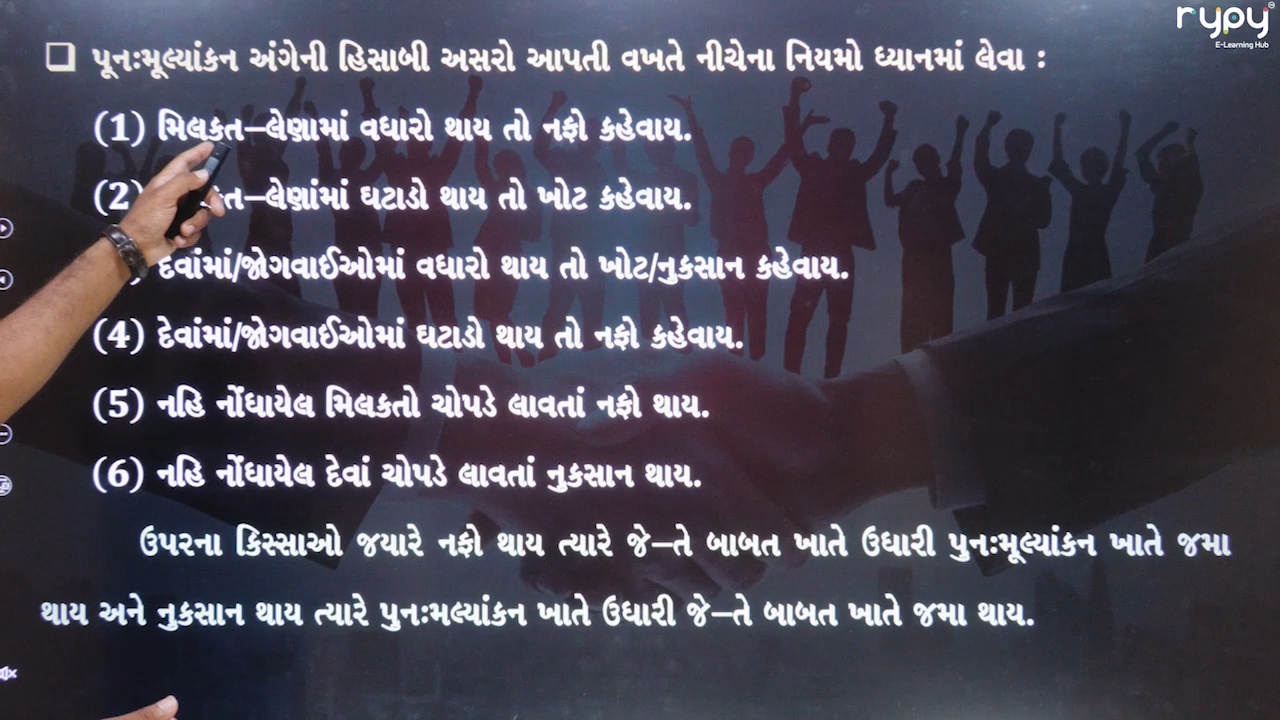 rypy
E-Learning Hub
❑ પૂનઃમૂલ્યાંકન અંગેની હિસાબી અસરો આપતી વખતે નીચેના નિયમો ધ્યાનમાં લેવા :
(1) મિલકત–લેણામાં વધારો થાય તો નફો કહેવાય.
(2 ત–લેણાંમાં ઘટાડો થાય તો ખોટ કહેવાય.
) દેવાંમાં/જોગવાઈઓમાં વધારો થાય તો ખોટ/નુકસાન કહેવાય.
(4) દેવાંમાં/જોગવાઈઓમાં ઘટાડો થાય તો નફો કહેવાય.
(5) નહિ નોંધાયેલ મિલકતો ચોપડે લાવતાં નફો થાય.
(6) નહિ નોંધાયેલ દેવાં ચોપડે લાવતાં નુકસાન થાય.
ઉપરના કિસ્સાઓ જયારે નફો થાય ત્યારે જે–તે બાબત ખાતે ઉધારી પુનઃમૂલ્યાંકન ખાતે જમા
થાય અને નુકસાન થાય ત્યારે પુનઃમલ્યાંકન ખાતે ઉધારી જે–તે બાબત ખાતે જમા થાય.